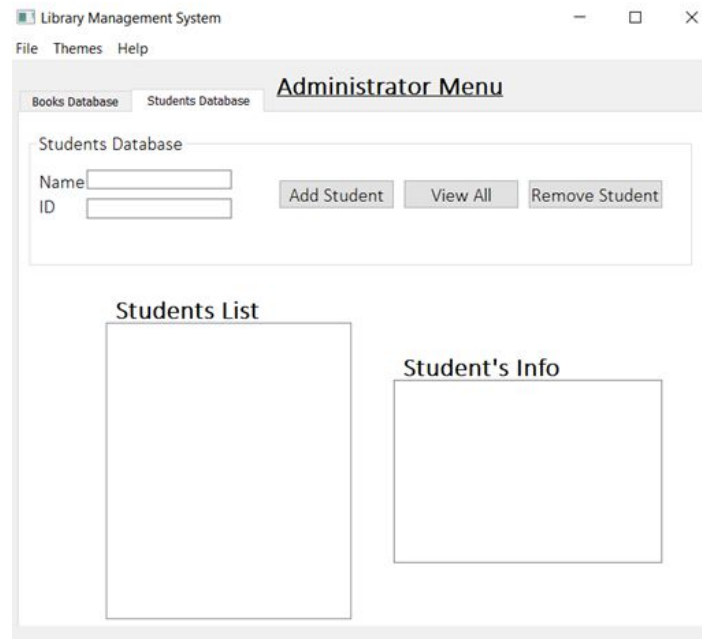 Library Management System
File Themes Help
Administrator Menu
Books Database Students Database
Students Database
Name
ID
Add Student View All Remove Student
Students List
Student's Info